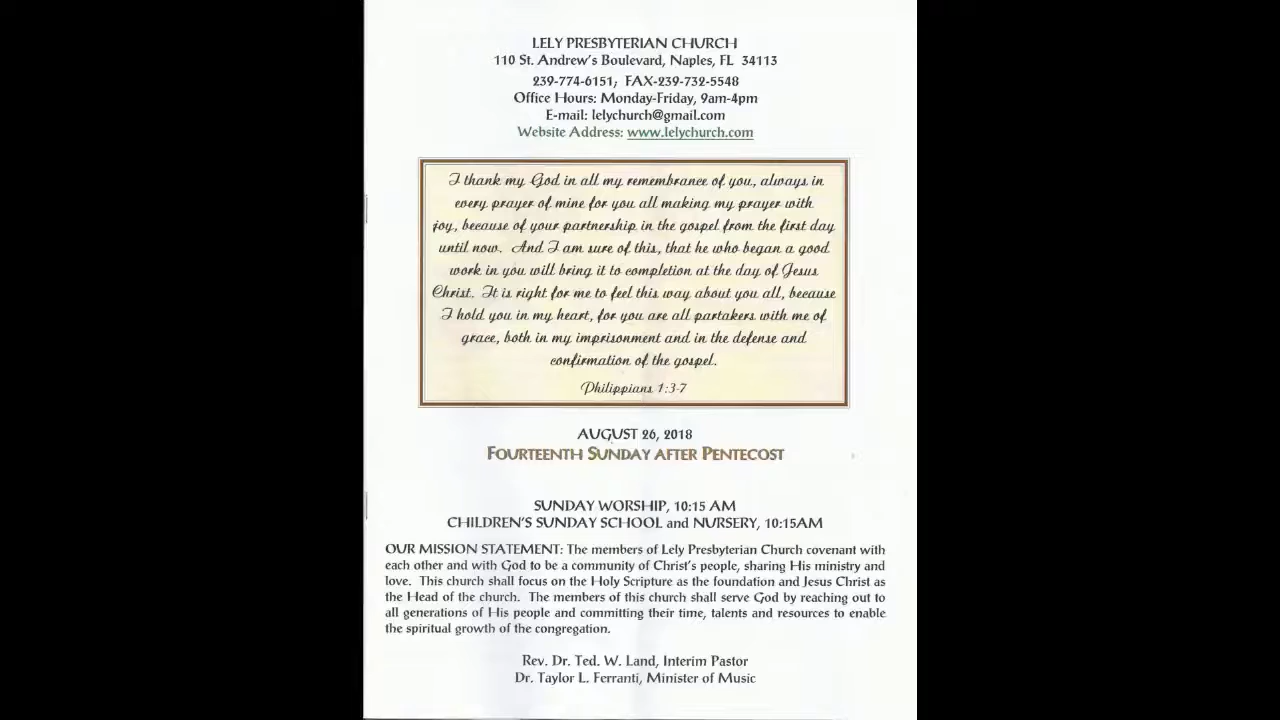 LELY PRESBYTERIAN CHURCH
110 St. Andrew's Boulevard, Naples, FL 34113
239-774-6151; FAX-239-732-5548
Office Hours: Monday-Friday, 9am-4pm
E-mail: lelychurch@gmail.com
Website Address: www.lelychurch.com
I thank my God in all my remembrance of you, always in
every prayer of mine for you all making my prayer with
joy, because of your partnership in the gospel from the first day
until now. And I am sure of this, that he who began a good
work in you will bring it to completion at the day of Jesus
Christ. It is right for me to feel this way about you all, because
I hold you in my heart, for you are all partakers with me of
grace, both in my imprisonment and in the defense and
confirmation of the gospel.
Philippians 1:3-7
AUGUST 26, 2018
FOURTEENTH SUNDAY AFTER PENTECOST
SUNDAY WORSHIP, 10:15 AM
CHILDREN'S SUNDAY SCHOOL and NURSERY, 10:15AM
OUR MISSION STATEMENT: The members of Lely Presbyterian Church covenant with
each other and with God to be a community of Christ's people, sharing His ministry and
love. This church shall focus on the Holy Scripture as the foundation and Jesus Christ as
the Head of the church. The members of this church shall serve God by reaching out to
all generations of His people and committing their time, talents and resources to enable
the spiritual growth of the congregation.
Rev. Dr. Ted. W. Land, Interim Pastor
Dr. Taylor L. Ferranti, Minister of Music